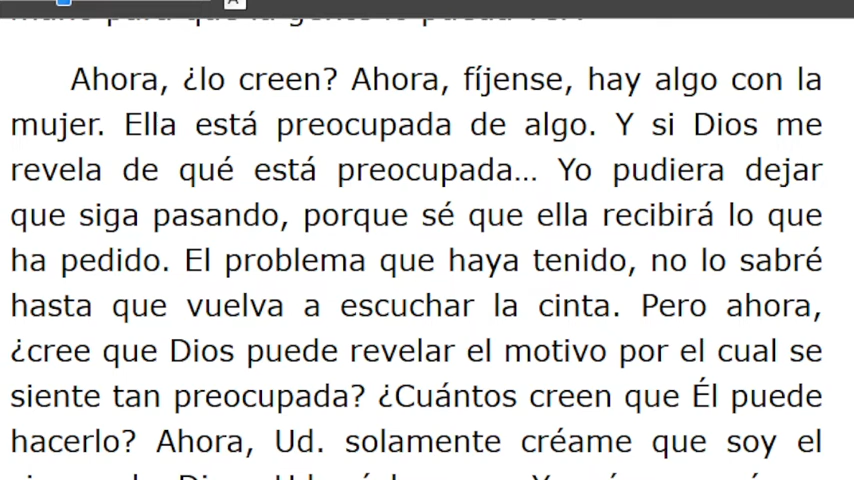 Ahora, ¿lo creen? Ahora, fíjense, hay algo con la
mujer. Ella está preocupada de algo. Y si Dios me
revela de qué está preocupada... Yo pudiera dejar
que siga pasando, porque sé que ella recibirá lo que
ha pedido. El problema que haya tenido, no lo sabré
hasta que vuelva a escuchar la cinta. Pero ahora,
¿cree que Dios puede revelar el motivo por el cual se
siente tan preocupada? ¿Cuántos creen que Él puede
hacerlo? Ahora, Ud. solamente créame que soy el